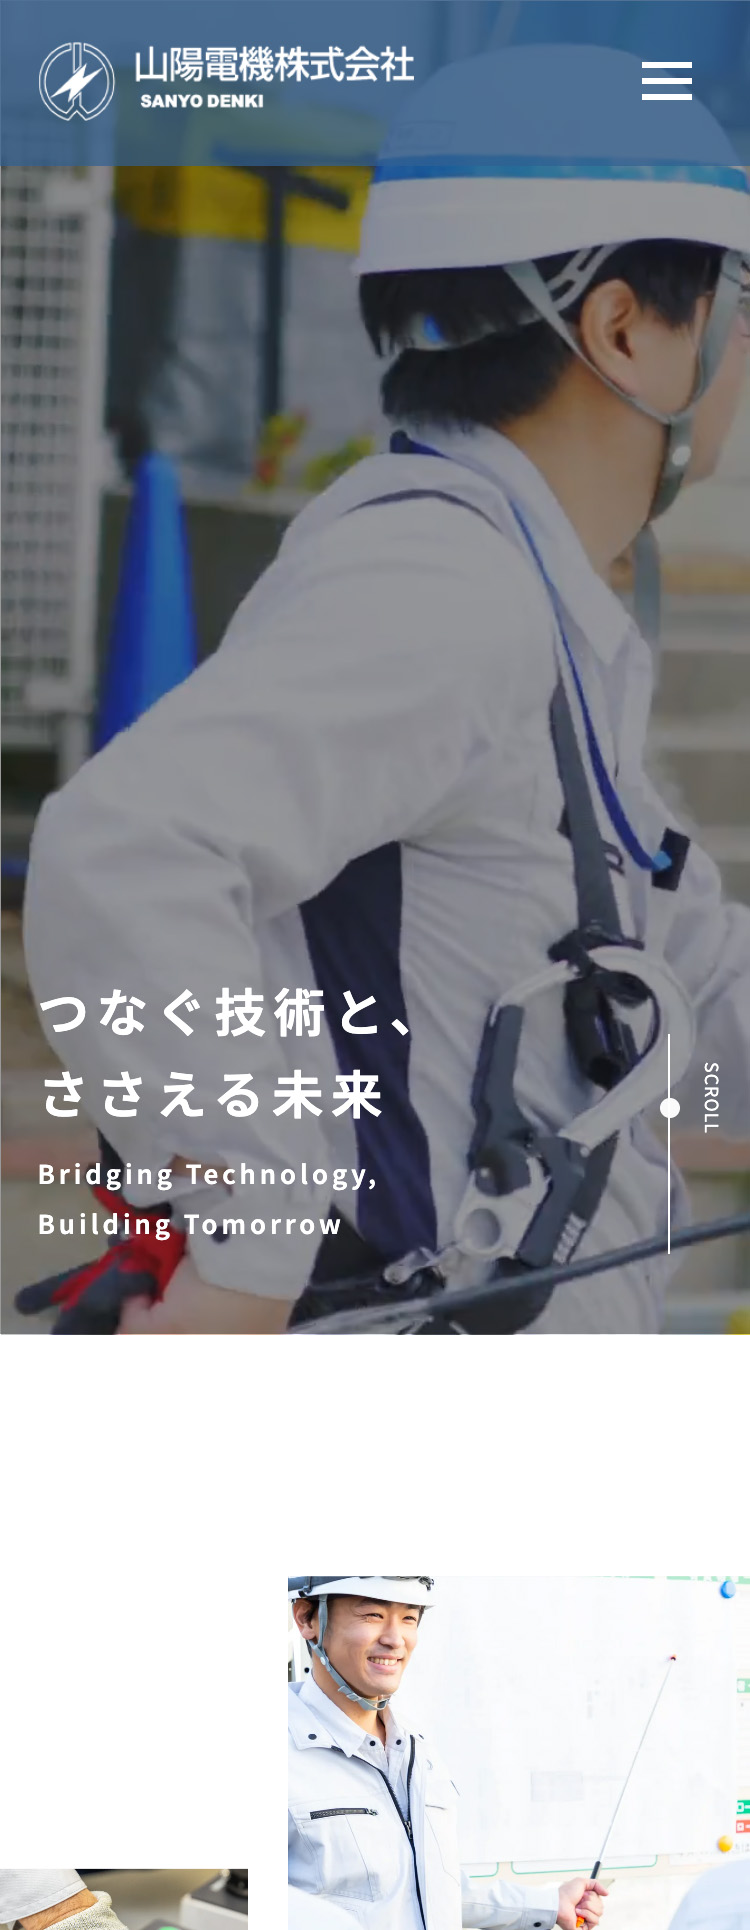 山陽電機株式会社
SANYO DENKI
つなぐ技術と、
ささえる未来
Bridging Technology,
Building Tomorrow
SCROLL